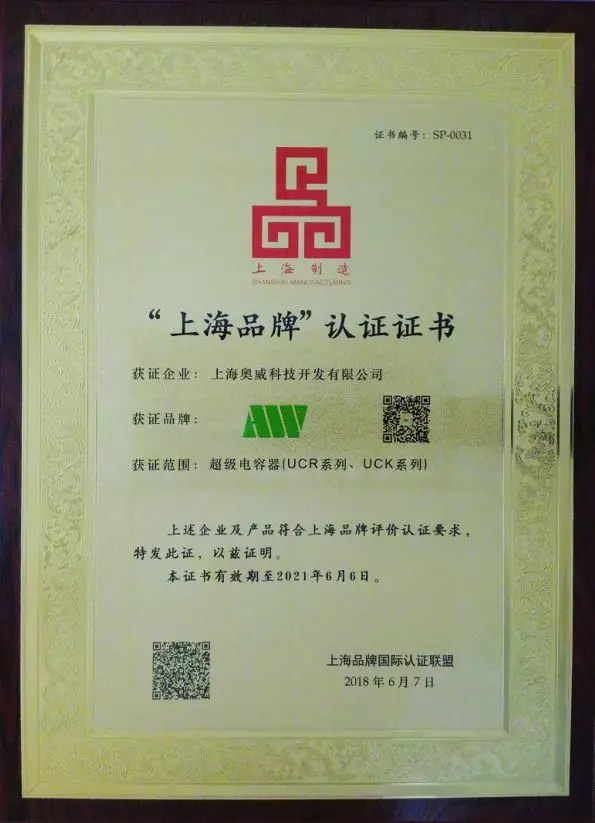 证书编号：SP-0031
上海制造
SHANGHAI MANUFACTURING
“上海品牌”认证证书
获证企业：上海奥威科技开发有限公司
获证品牌：AW
获证范围：超级电容器(UCR系列、UCK系列)
上述企业及产品符合上海品牌评价认证要求，
特发此证，以兹证明。
本证书有效期至2021年6月6日。
上海品牌国际认证联盟
2018年6月7日